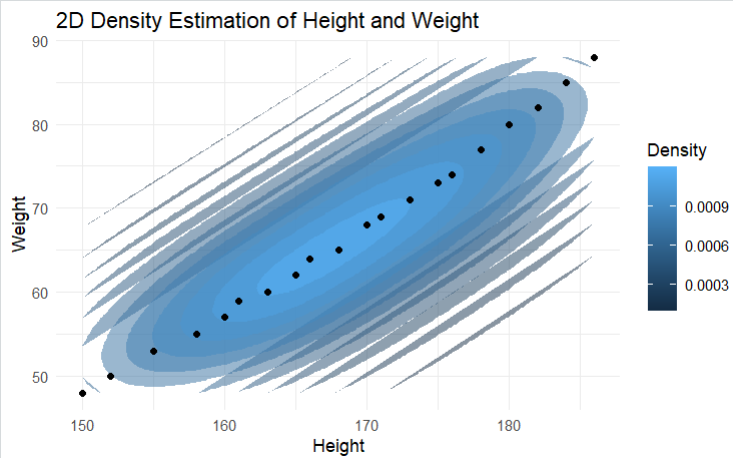 2D Density Estimation of Height and Weight
90
80
70
60
50
Weight
150 160 170 180
Height
Density
0.0009
0.0006
0.0003